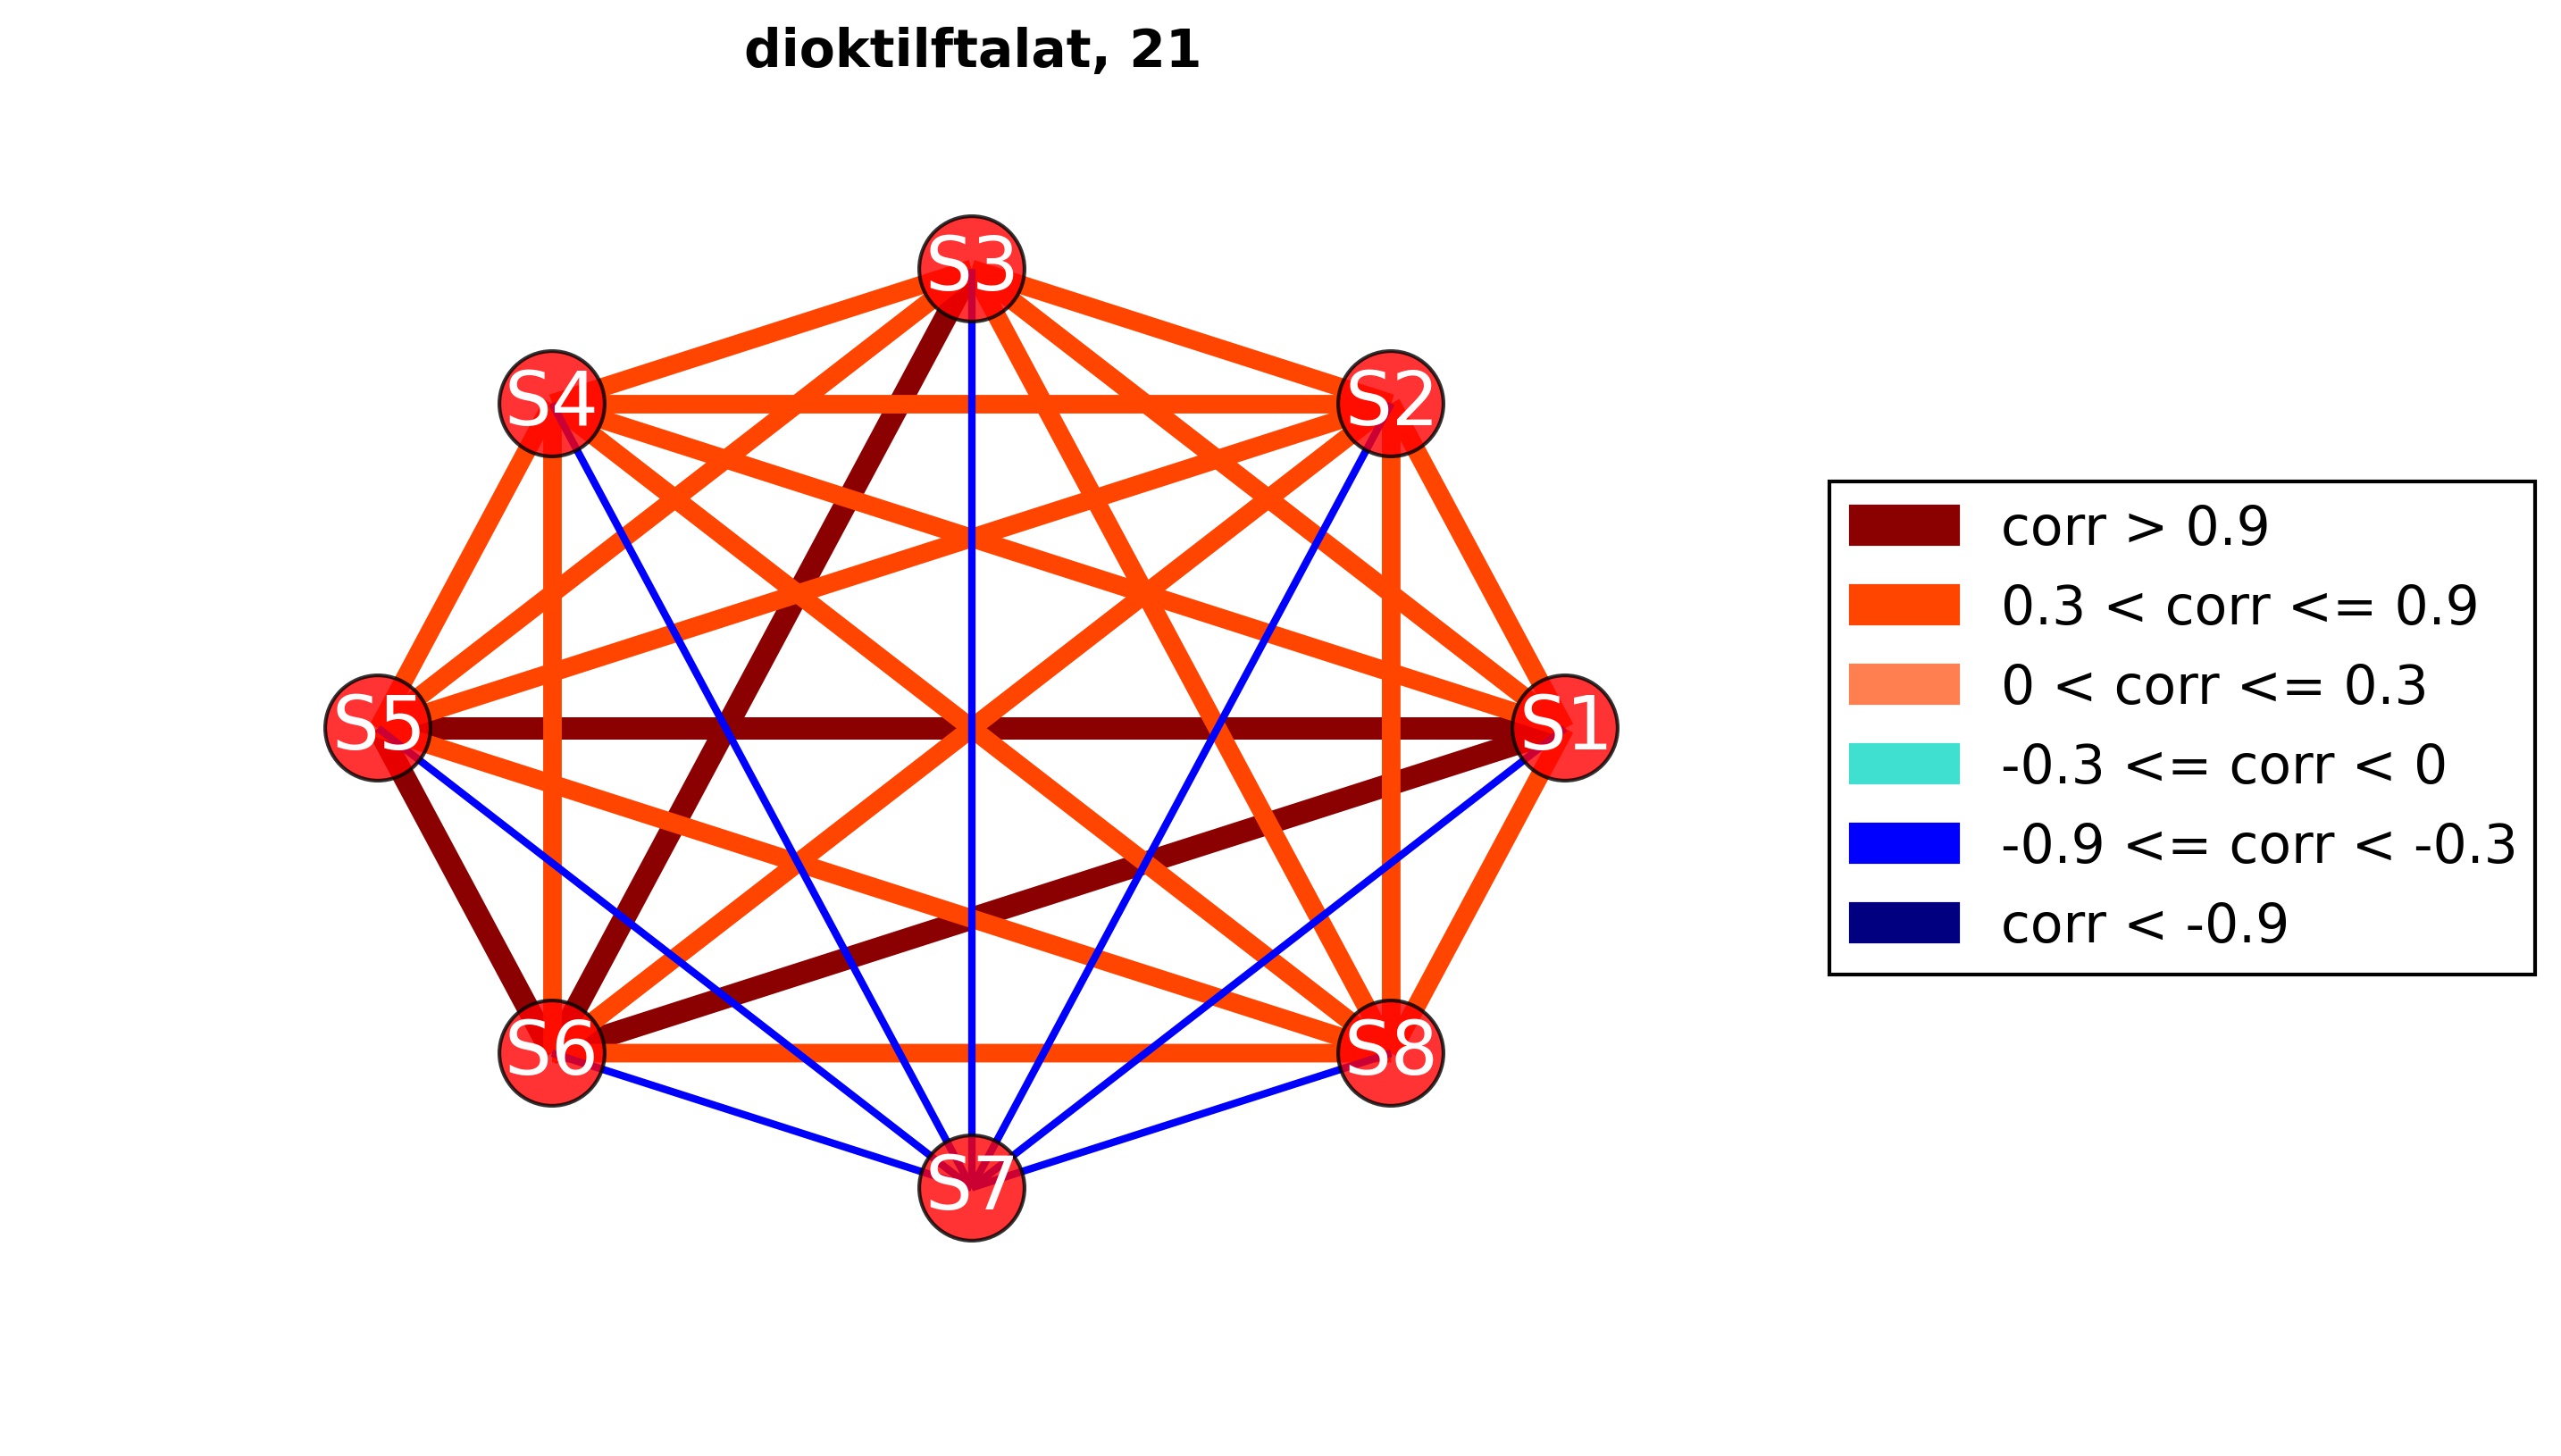 dioktilftalat, 21
S3
S4
S2
S5
S1
S6
S8
S7
corr > 0.9
0.3 < corr <= 0.9
0 < corr <= 0.3
-0.3 <= corr < 0
-0.9 <= corr < -0.3
corr < -0.9